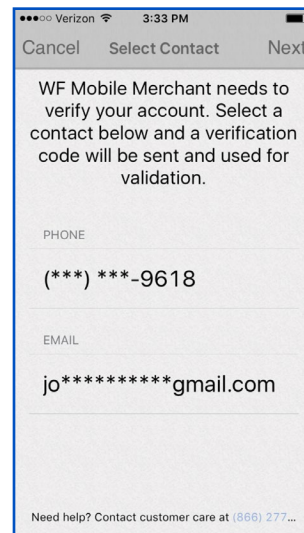 Verizon 3:33 PM
Cancel Select Contact Next
WF Mobile Merchant needs to
verify your account. Select a
contact below and a verification
code will be sent and used for
validation.
PHONE
(***) ***-9618
EMAIL
jo**********gmail.com
Need help? Contact customer care at (866) 277...